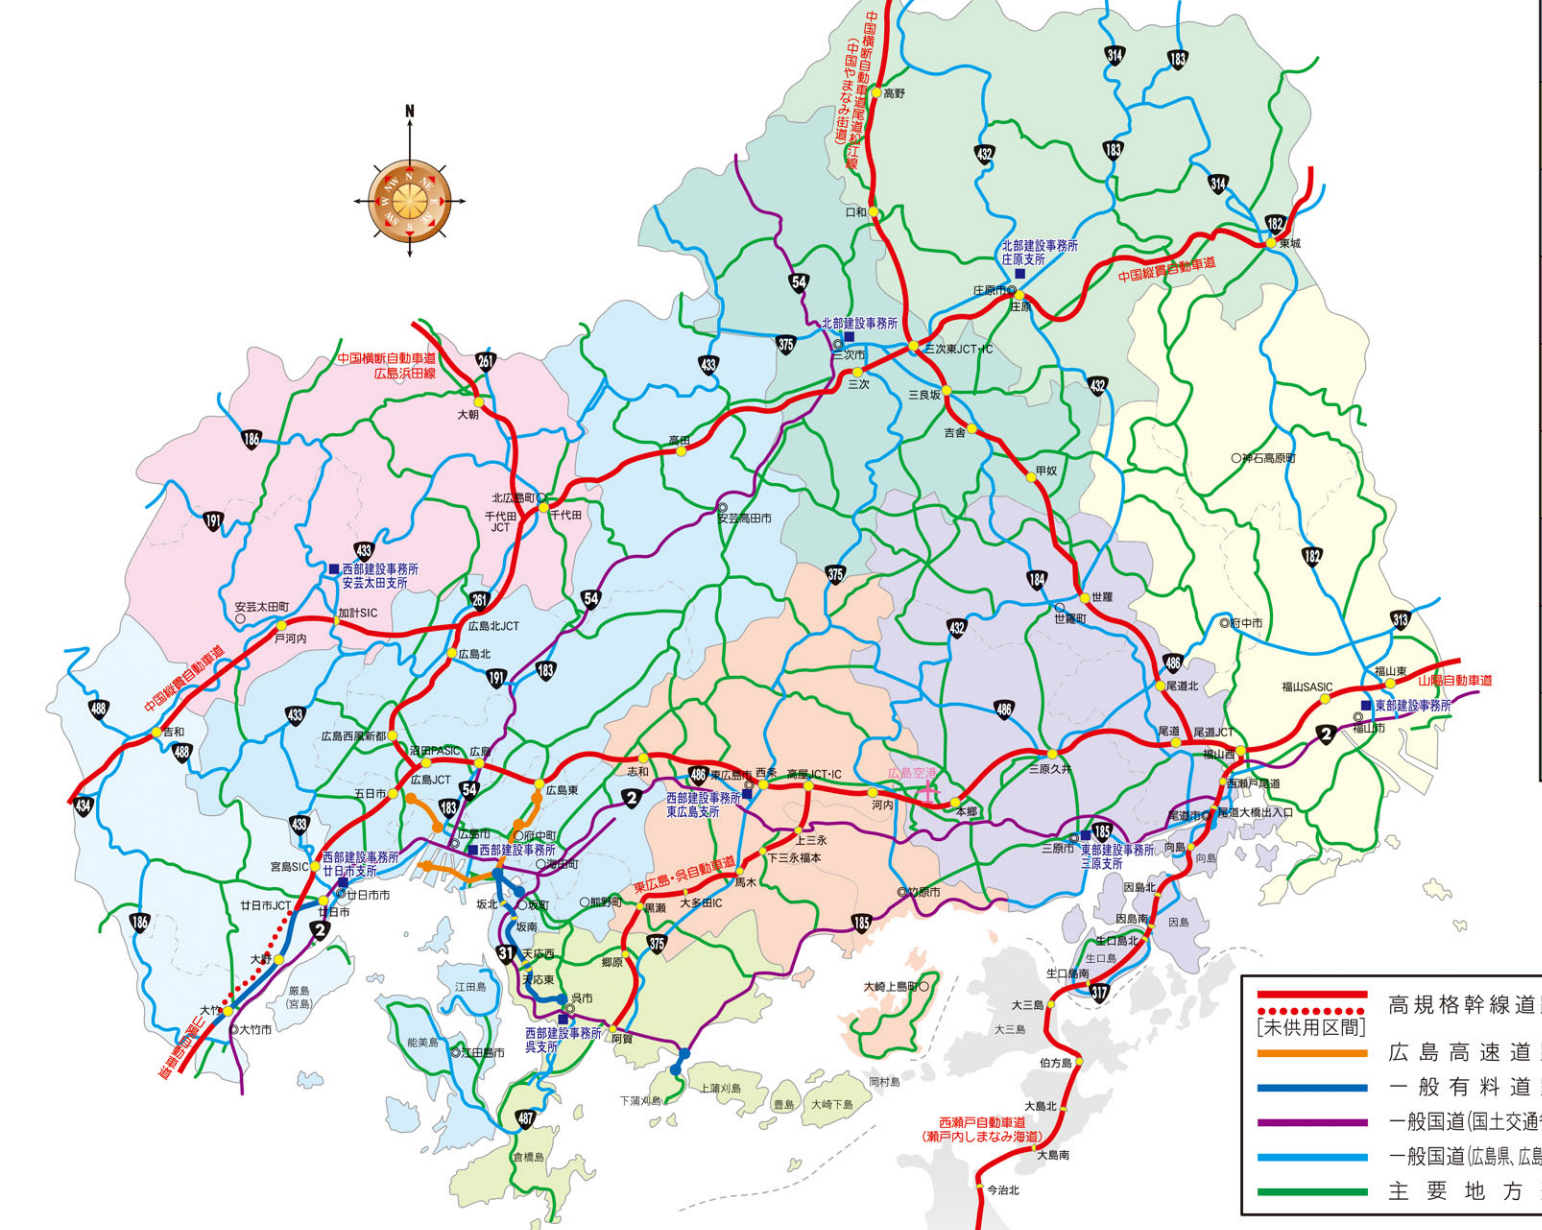 中国横断自動車道尾道松江線
(中国やまなみ街道)
314
183
高野
N
432
183
314
口和
182
東城
北部建設事務所
庄原支所
中国縦貫自動車道
54
庄原市
庄原
北部建設事務所
375
三次市
三次東JCT・IC
中国横断自動車道
広島浜田線
261
433
三次
三良坂
432
大朝
186
吉舎
高田
神石高原町
甲奴
北広島町
千代田
JCT
千代田
安芸高田市
191
433
西部建設事務所
安芸太田支所
182
375
184
261
54
世羅
安芸太田町
加計SIC
世羅町
戸河内
広島北JCT
432
府中市
313
広島北
中国縦貫自動車道
191
183
486
福山東
山陽自動車道
福山SASIC
尾道北
東部建設事務所
488
433
486
吉和
488
広島西風新都
沼田PASIC
広島
尾道
尾道JCT
福山市
2
福山西
三原久井
広島JCT
志和
486
東広島市
西条
高屋JCT・IC
広島空港
西瀬戸尾道
434
五日市
54
183
広島東
2
西部建設事務所
東広島支所
河内
本郷
尾道市
尾道大橋出入口
433
広島市
府中町
上三永
三原市
185
東部建設事務所
三原支所
向島
向島
西部建設事務所
西部建設事務所
廿日市支所
宮島SIC
海田町
下三永福本
東広島・呉自動車道
馬木
廿日市市
因島北
竹原市
廿日市JCT
廿日市
坂北
坂町
熊野町
黒瀬
大多田IC
186
2
坂南
185
因島南
因島
31
天応西
375
生口島北
生口島
大野
郷原
天応東
生口島南
厳島
(宮島)
江田島
大崎上島町
317
大竹
呉市
大三島
大三島
大竹市
西部建設事務所
呉支所
阿賀
能美島
江田島市
山陽自動車道
伯方島
岡村島
上蒲刈島
下蒲刈島
豊島
大崎下島
大島北
487
西瀬戸自動車道
(瀬戸内しまなみ海道)
大島南
倉橋島
今治北
高規格幹線道
[未供用区間]
広島高速道
一般有料道
一般国道(国土交通
一般国道(広島県、広島
主要地方